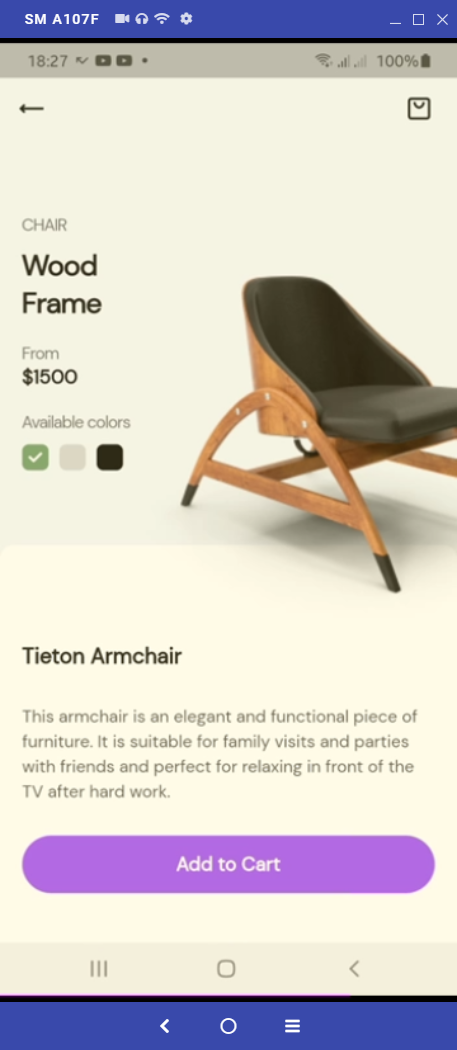 SM A107F
18:27
100%
CHAIR
Wood
Frame
From
$1500
Available colors
Tieton Armchair
This armchair is an elegant and functional piece of
furniture. It is suitable for family visits and parties
with friends and perfect for relaxing in front of the
TV after hard work.
Add to Cart